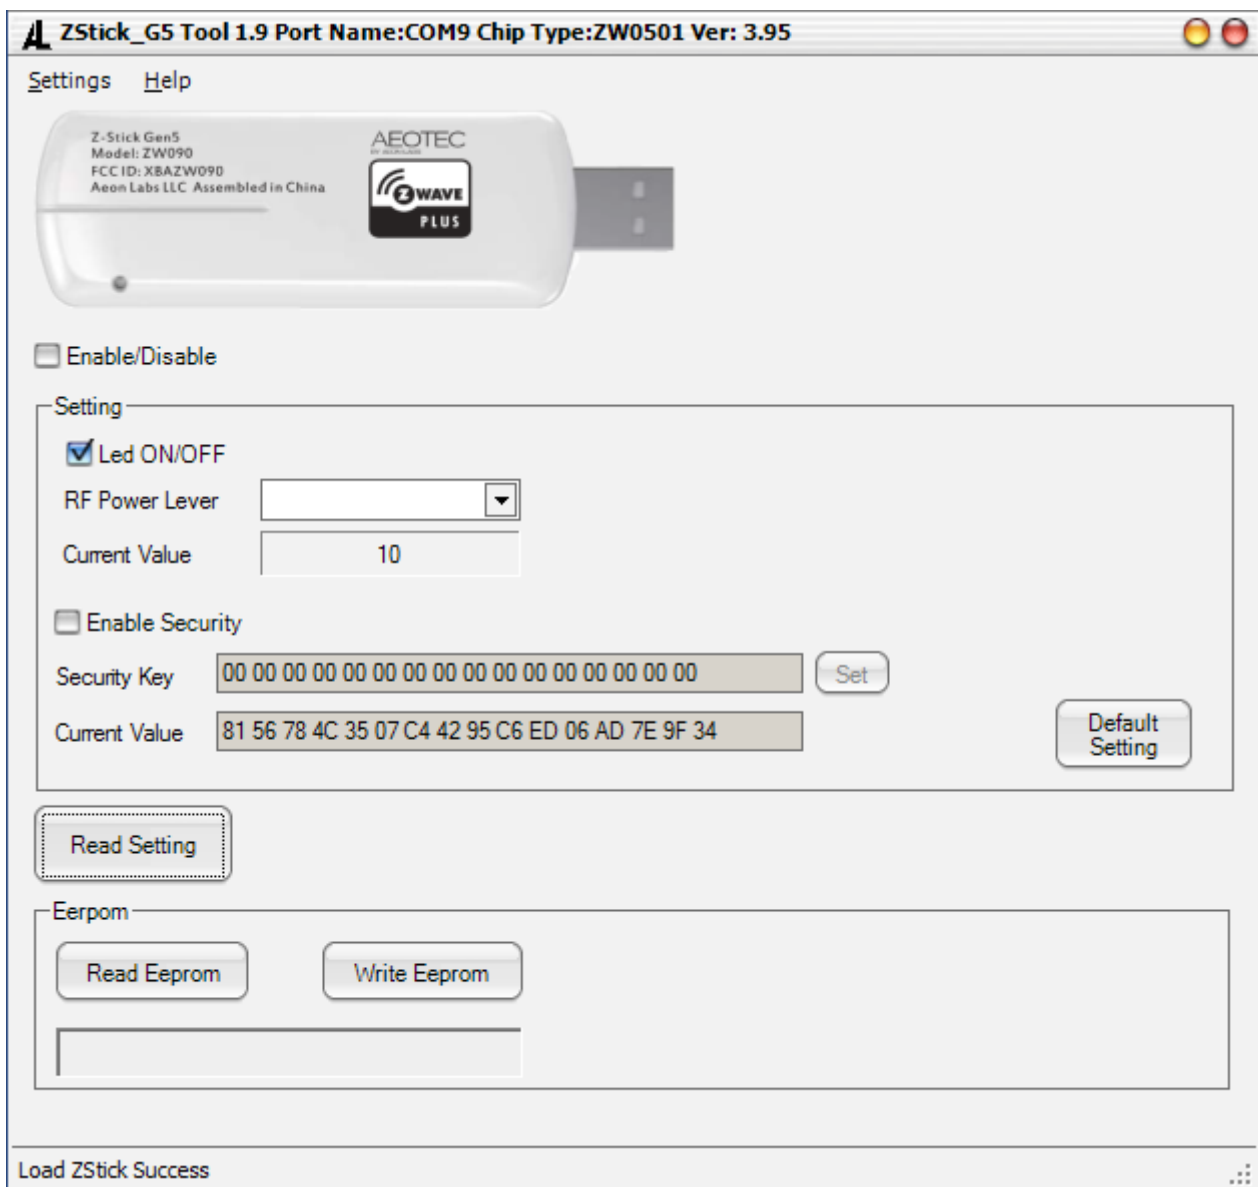 ZStick_G5 Tool 1.9 Port Name:COM9 Chip Type:ZW0501 Ver: 3.95
Settings Help
Z-Stick Gen5
Model: ZW090
FCC ID: XBAZW090
Aeon Labs LLC Assembled in China
AEOTEC
BY AEON LABS
Z WAVE
PLUS
Enable/Disable
Setting
Led ON/OFF
RF Power Lever
Current Value 10
Enable Security
Security Key 00 00 00 00 00 00 00 00 00 00 00 00 00 00 00 00 Set
Current Value 81 56 78 4C 35 07 C4 42 95 C6 ED 06 AD 7E 9F 34
Default
Setting
Read Setting
Eerpom
Read Eeprom Write Eeprom
Load ZStick Success